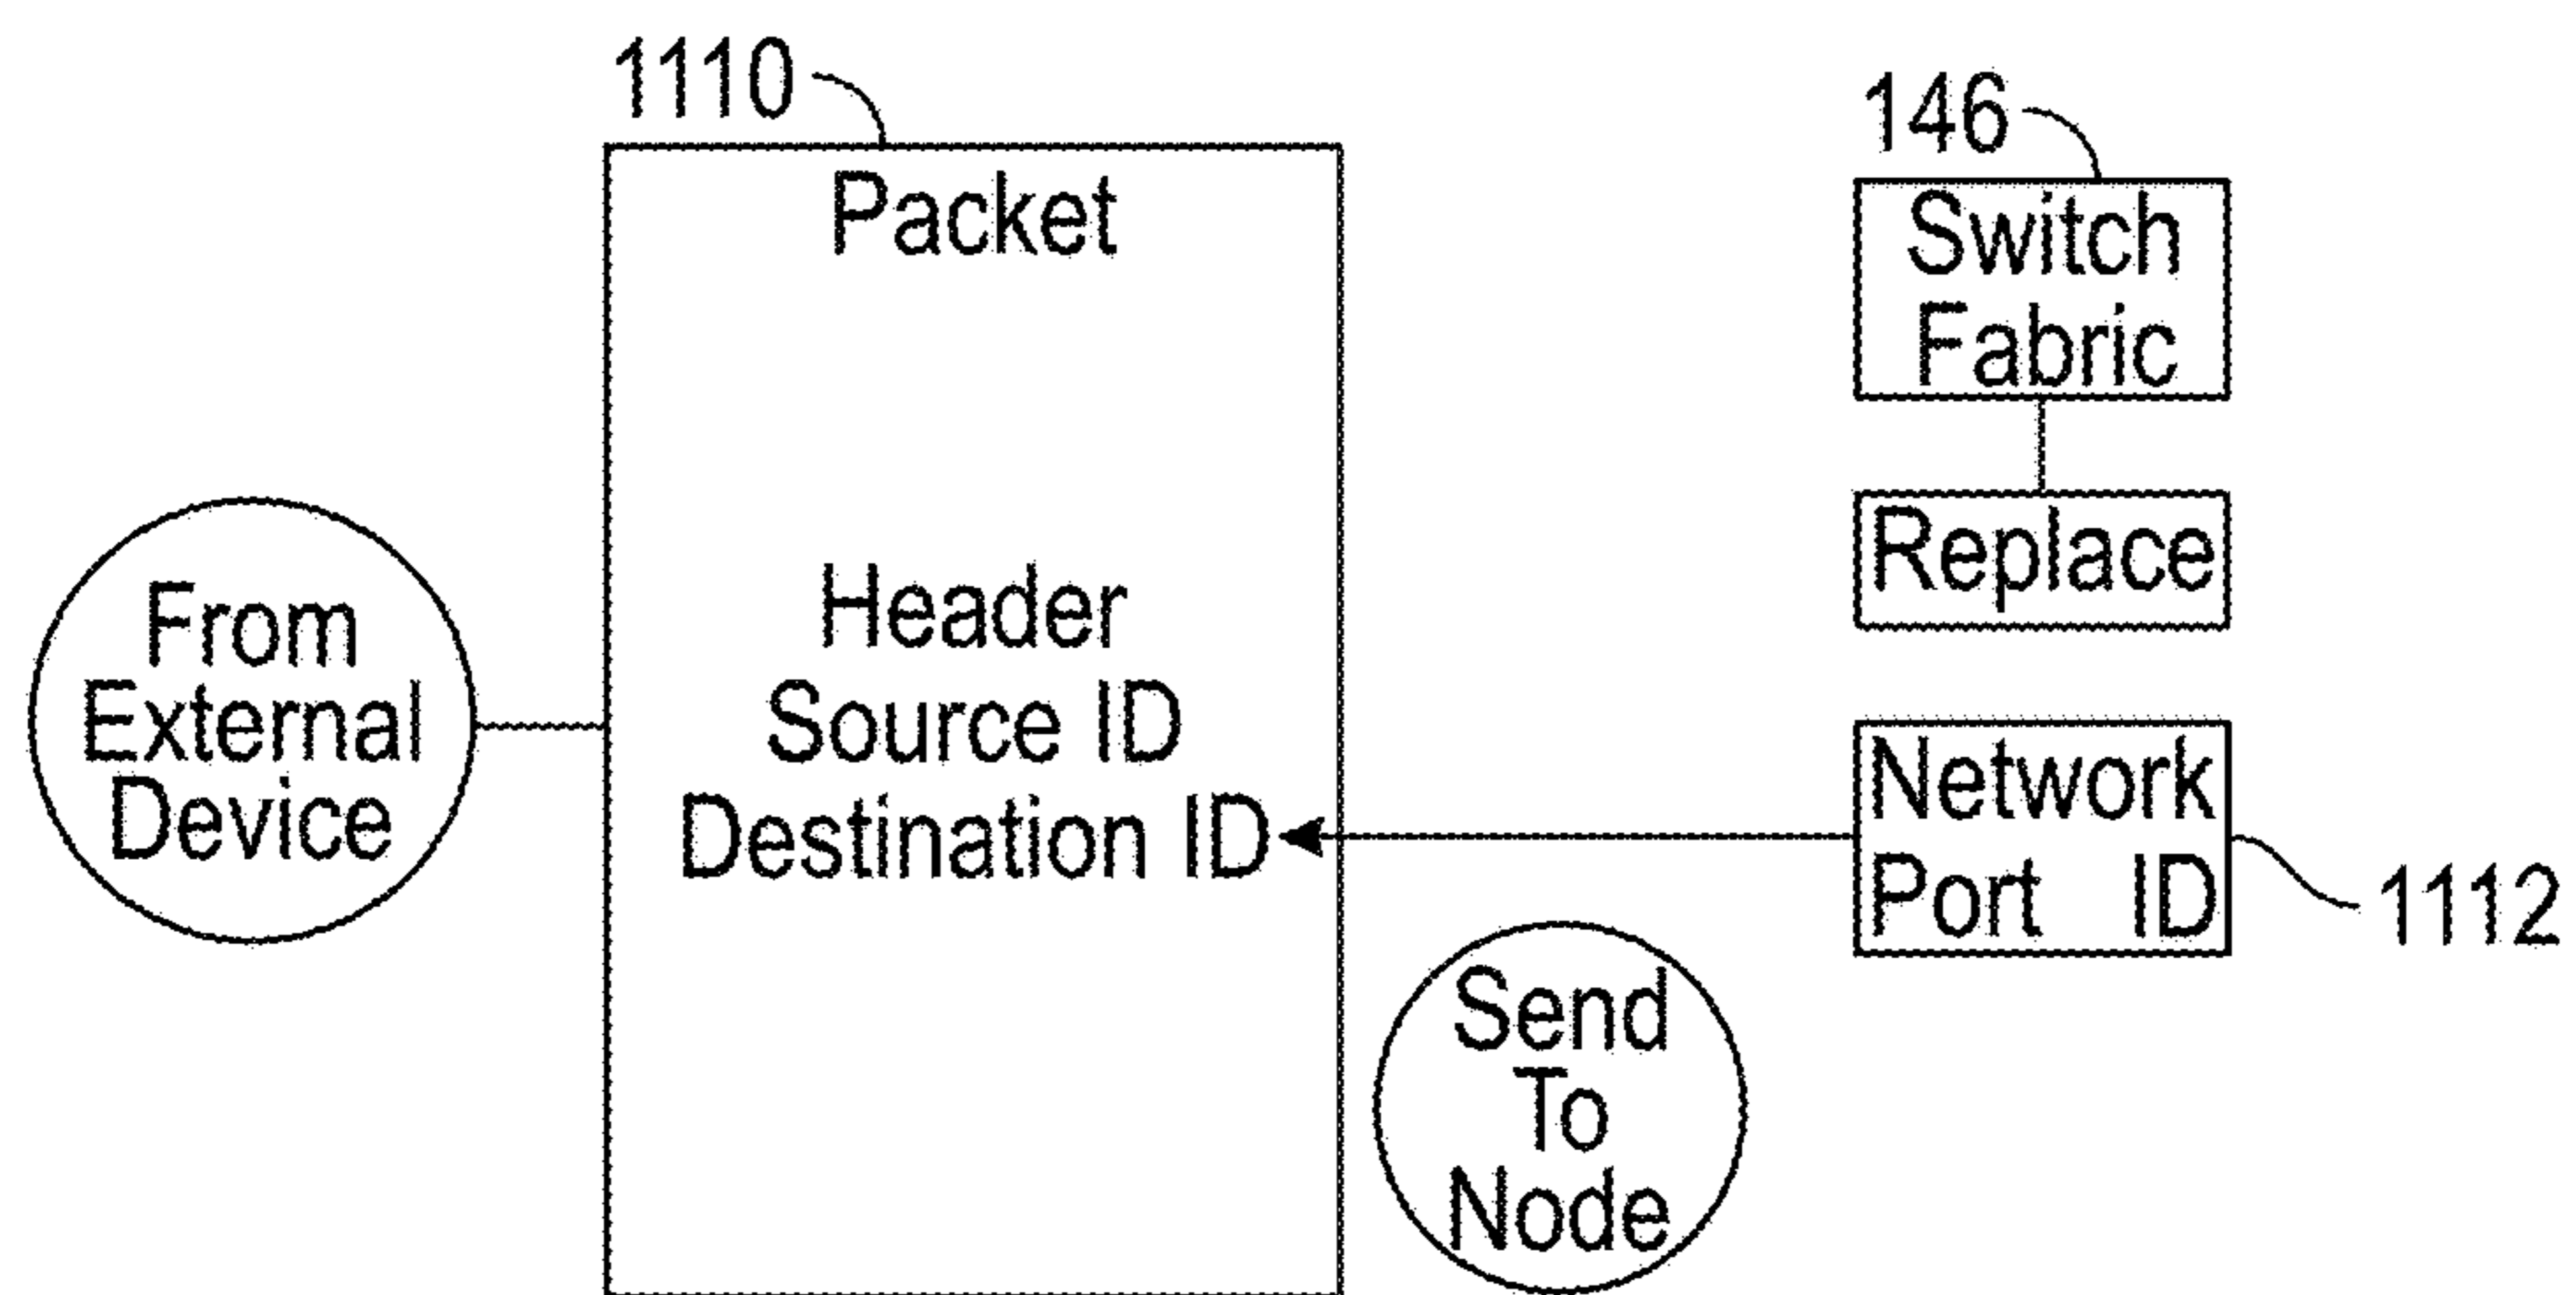 1110
Packet
Header
Source ID
Destination ID
From
External
Device
146
Switch
Fabric
Replace
Network
Port ID
1112
Send
To
Node